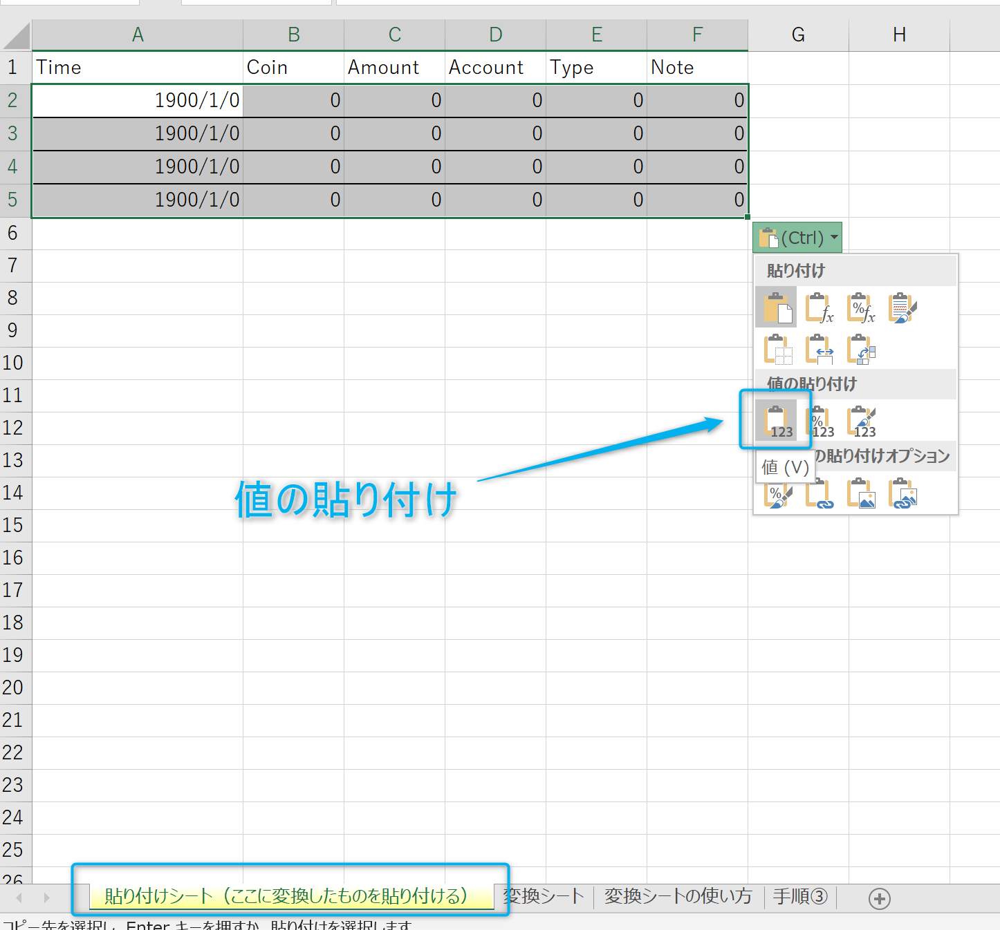 A B C D E F G H
1 Time Coin Amount Account Type Note
2 1900/1/0 0 0 0 0 0
3 1900/1/0 0 0 0 0 0
4 1900/1/0 0 0 0 0 0
5 1900/1/0 0 0 0 0 0
6
(Ctrl)
7
貼り付け
8
fx %fx
9
10
11
値の貼り付け
12
123 %123 123
13
の貼り付けオプション
値 (V)
14
値の貼り付け
%
15
16
17
18
19
20
21
22
23
24
25
26
貼り付けシート（ここに変換したものを貼り付ける） 変換シート 変換シートの使い方 手順③
コピー先を選択し、Enter キーを押すか、貼り付けを選択します